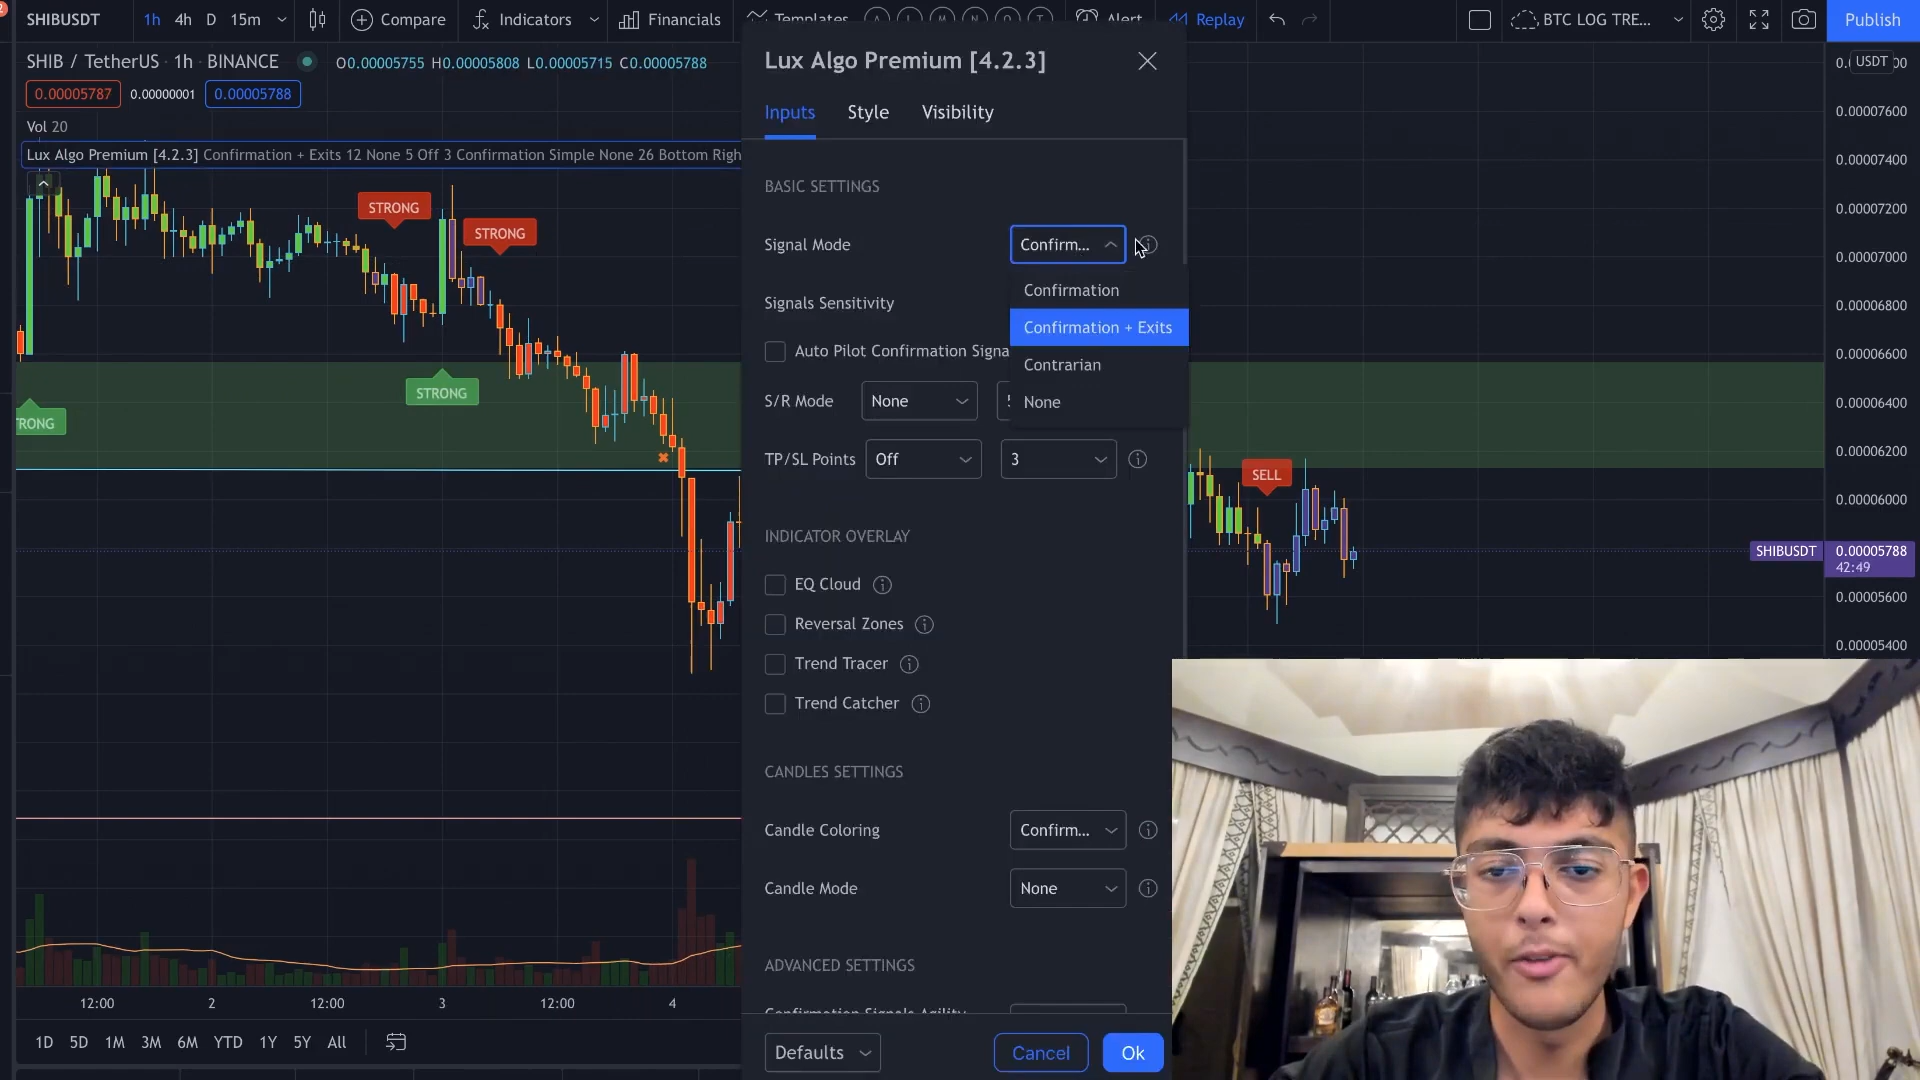 SHIBUSDT 1h 4h D 15m Compare Indicators Financials Templates Alert Replay BTC LOG TRE... Publish
SHIB / TetherUS · 1h · BINANCE O0.00005755 H0.00005808 L0.00005715 C0.00005788
0.00005787 0.00000001 0.00005788
Vol 20
Lux Algo Premium [4.2.3] Confirmation + Exits 12 None 5 Off 3 Confirmation Simple None 26 Bottom Righ
STRONG
STRONG
STRONG
TRONG
Lux Algo Premium [4.2.3]
Inputs Style Visibility
BASIC SETTINGS
Signal Mode Confirm...
Confirmation
Signals Sensitivity
Confirmation + Exits
Auto Pilot Confirmation Signa
Contrarian
S/R Mode None
None
TP/SL Points Off 3
INDICATOR OVERLAY
EQ Cloud
Reversal Zones
Trend Tracer
Trend Catcher
CANDLES SETTINGS
Candle Coloring Confirm...
Candle Mode None
ADVANCED SETTINGS
Confirmation Signals Agility
Defaults Cancel Ok
SELL
USDT
0.00007600
0.00007400
0.00007200
0.00007000
0.00006800
0.00006600
0.00006400
0.00006200
0.00006000
SHIBUSDT 0.00005788
42:49
0.00005600
0.00005400
12:00 2 12:00 3 12:00 4
1D 5D 1M 3M 6M YTD 1Y 5Y All